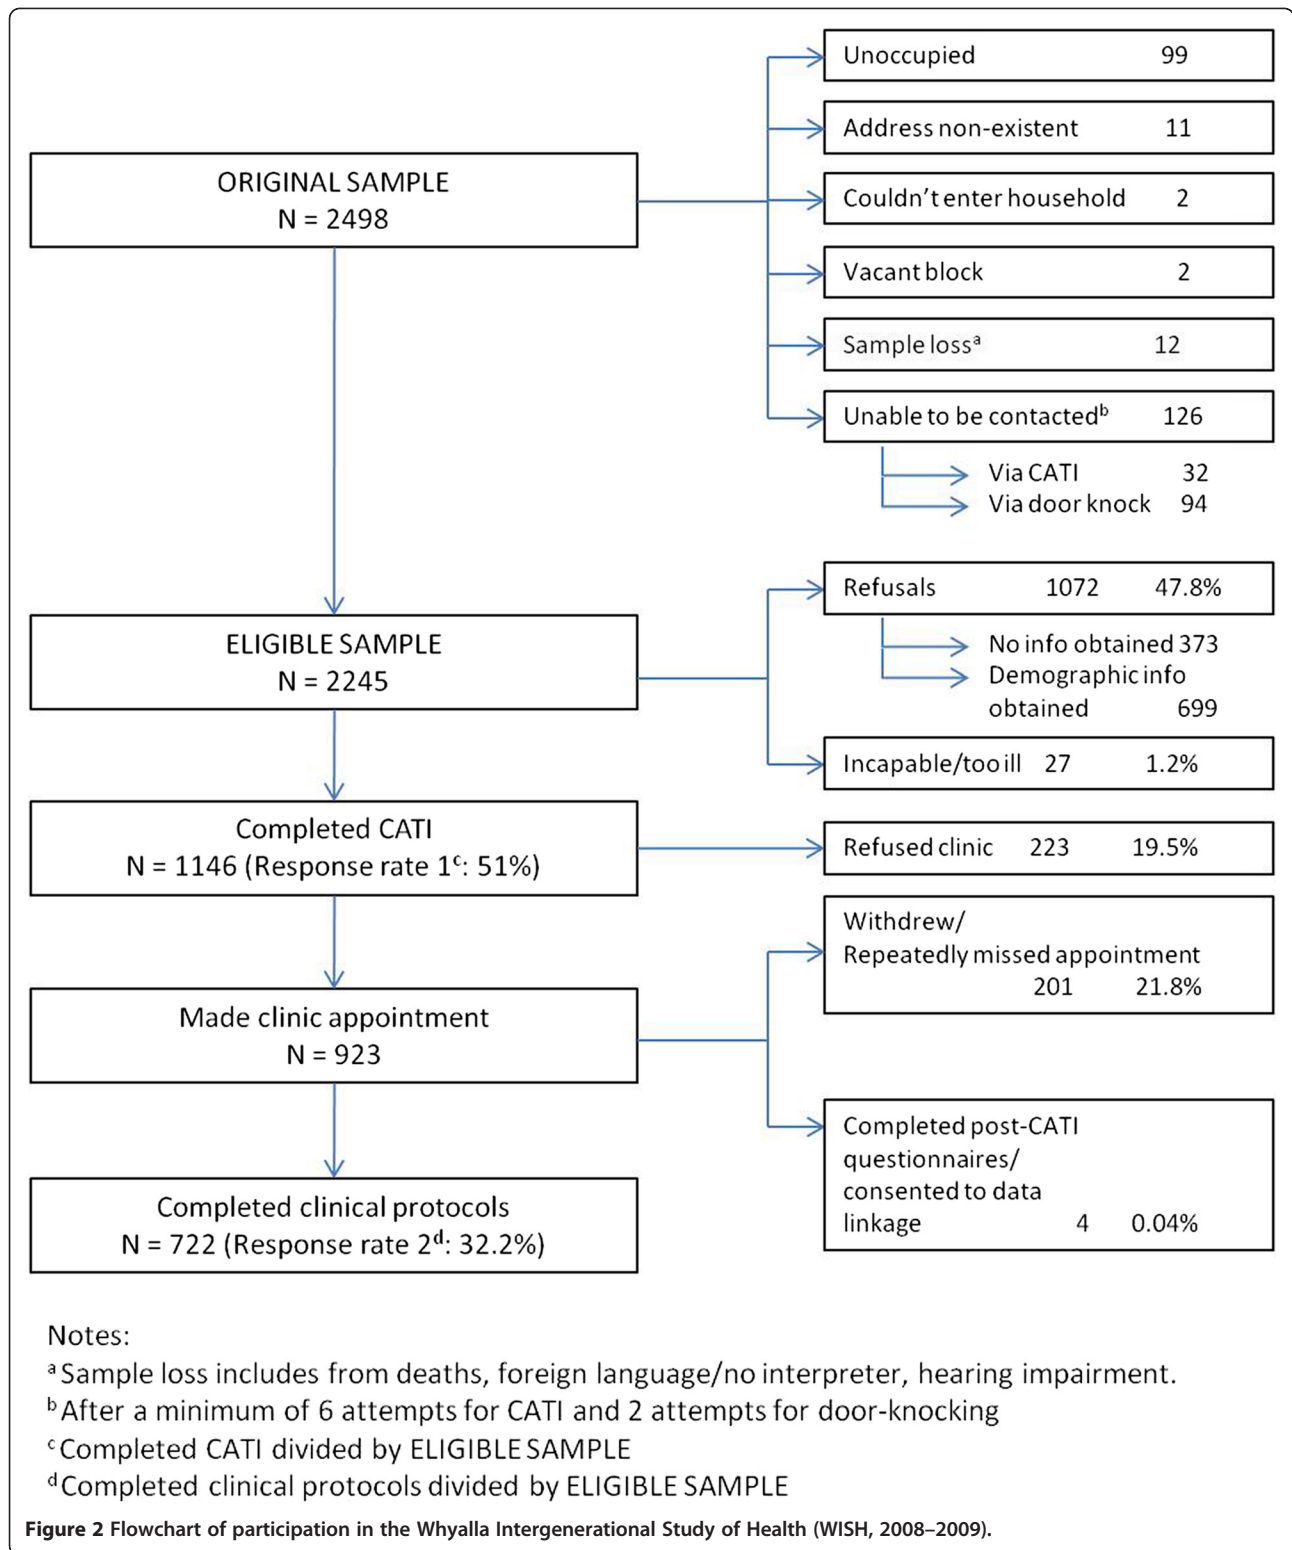 ORIGINAL SAMPLE
N = 2498
Unoccupied 99
Address non-existent 11
Couldn't enter household 2
Vacant block 2
Sample lossᵃ 12
Unable to be contactedᵇ 126
Via CATI 32
Via door knock 94
ELIGIBLE SAMPLE
N = 2245
Refusals 1072 47.8%
No info obtained 373
Demographic info
obtained 699
Incapable/too ill 27 1.2%
Completed CATI
N = 1146 (Response rate 1ᶜ: 51%)
Refused clinic 223 19.5%
Made clinic appointment
N = 923
Withdrew/
Repeatedly missed appointment
201 21.8%
Completed post-CATI
questionnaires/
consented to data
linkage 4 0.04%
Completed clinical protocols
N = 722 (Response rate 2ᵈ: 32.2%)
Notes:
ᵃ Sample loss includes from deaths, foreign language/no interpreter, hearing impairment.
ᵇ After a minimum of 6 attempts for CATI and 2 attempts for door-knocking
ᶜ Completed CATI divided by ELIGIBLE SAMPLE
ᵈ Completed clinical protocols divided by ELIGIBLE SAMPLE
Figure 2 Flowchart of participation in the Whyalla Intergenerational Study of Health (WISH, 2008–2009).